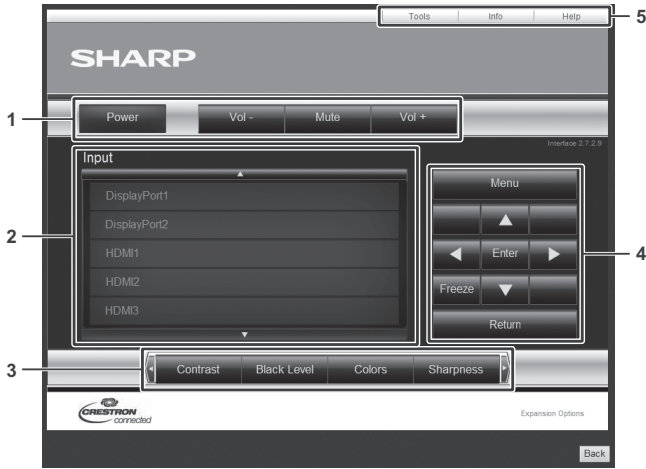 Tools Info Help 5
SHARP
1 Power Vol - Mute Vol +
Interface 2.7.2.9
Input
DisplayPort1
DisplayPort2
HDMI1
HDMI2
HDMI3
2
Menu
Enter
Freeze
Return
4
3 Contrast Black Level Colors Sharpness
CRESTRON
connected
Expansion Options
Back